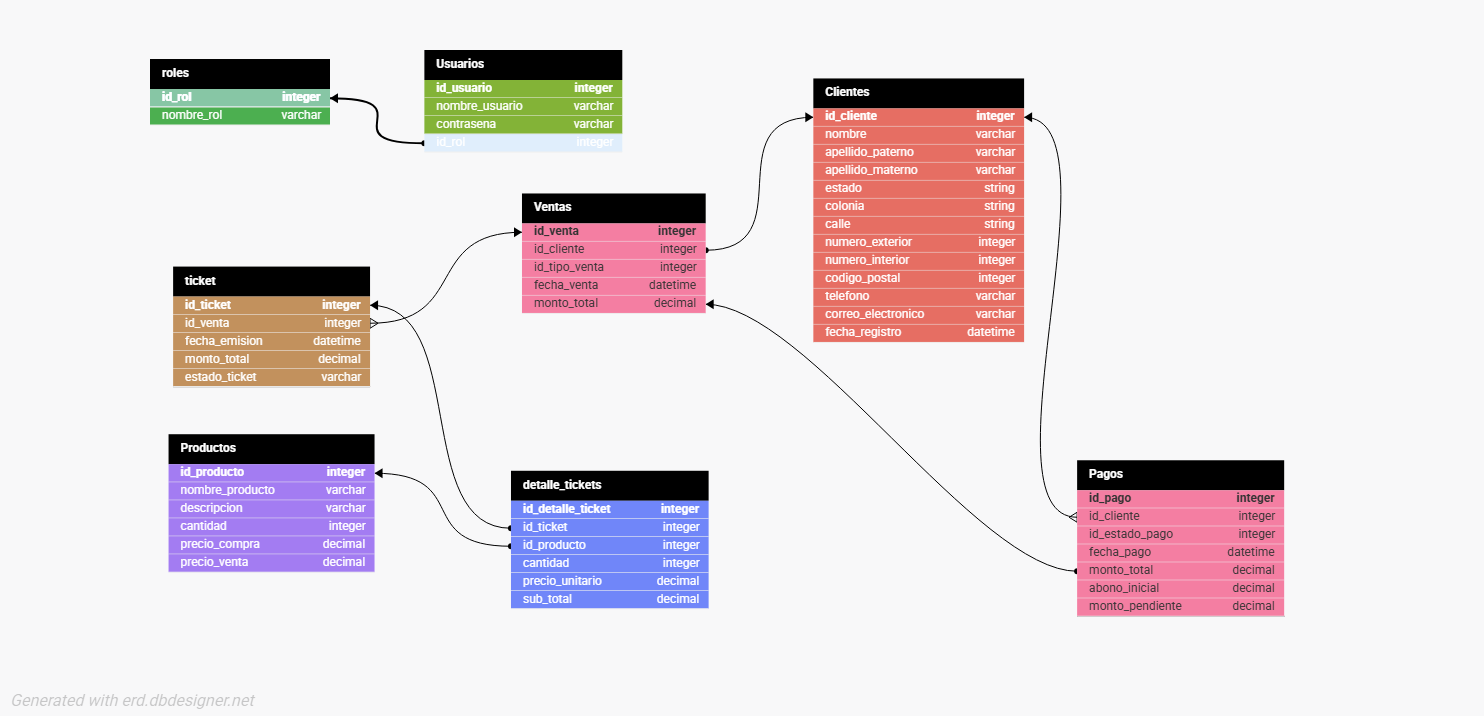 roles
id_rol integer
nombre_rol varchar
Usuarios
id_usuario integer
nombre_usuario varchar
contrasena varchar
id_rol integer
Clientes
id_cliente integer
nombre varchar
apellido_paterno varchar
apellido_materno varchar
estado string
colonia string
calle string
numero_exterior integer
numero_interior integer
codigo_postal integer
telefono varchar
correo_electronico varchar
fecha_registro datetime
Ventas
id_venta integer
id_cliente integer
id_tipo_venta integer
fecha_venta datetime
monto_total decimal
ticket
id_ticket integer
id_venta integer
fecha_emision datetime
monto_total decimal
estado_ticket varchar
Productos
id_producto integer
nombre_producto varchar
descripcion varchar
cantidad integer
precio_compra decimal
precio_venta decimal
detalle_tickets
id_detalle_ticket integer
id_ticket integer
id_producto integer
cantidad integer
precio_unitario decimal
sub_total decimal
Pagos
id_pago integer
id_cliente integer
id_estado_pago integer
fecha_pago datetime
monto_total decimal
abono_inicial decimal
monto_pendiente decimal
Generated with erd.dbdesigner.net